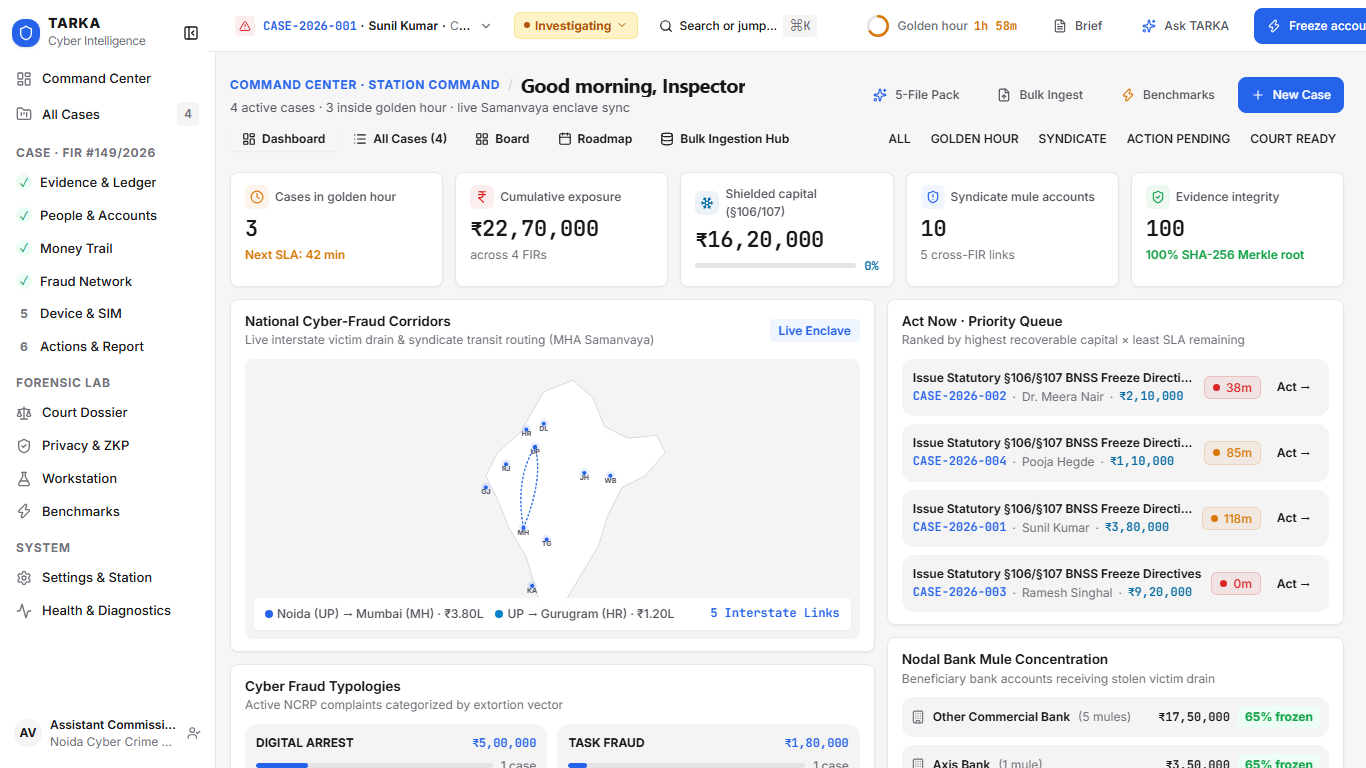 TARKA
Cyber Intelligence
CASE-2026-001 · Sunil Kumar · C...
Investigating
Search or jump... ⌘K
Golden hour 1h 58m
Brief
Ask TARKA
Freeze accou
Command Center
All Cases 4
CASE · FIR #149/2026
✓ Evidence & Ledger
✓ People & Accounts
✓ Money Trail
✓ Fraud Network
5 Device & SIM
6 Actions & Report
FORENSIC LAB
Court Dossier
Privacy & ZKP
Workstation
Benchmarks
SYSTEM
Settings & Station
Health & Diagnostics
AV
Assistant Commissi...
Noida Cyber Crime ...
COMMAND CENTER · STATION COMMAND / Good morning, Inspector
4 active cases · 3 inside golden hour · live Samanvaya enclave sync
5-File Pack
Bulk Ingest
Benchmarks
+ New Case
Dashboard
All Cases (4)
Board
Roadmap
Bulk Ingestion Hub
ALL
GOLDEN HOUR
SYNDICATE
ACTION PENDING
COURT READY
Cases in golden hour
3
Next SLA: 42 min
₹ Cumulative exposure
₹22,70,000
across 4 FIRs
Shielded capital
(§106/107)
₹16,20,000
0%
Syndicate mule accounts
10
5 cross-FIR links
Evidence integrity
100
100% SHA-256 Merkle root
National Cyber-Fraud Corridors
Live interstate victim drain & syndicate transit routing (MHA Samanvaya)
Live Enclave
HR
DL
UP
RJ
GJ
JH
WB
MH
TG
KA
Noida (UP) → Mumbai (MH) · ₹3.80L
UP → Gurugram (HR) · ₹1.20L
5 Interstate Links
Act Now · Priority Queue
Ranked by highest recoverable capital × least SLA remaining
Issue Statutory §106/§107 BNSS Freeze Directi...
CASE-2026-002 · Dr. Meera Nair · ₹2,10,000
38m
Act →
Issue Statutory §106/§107 BNSS Freeze Directi...
CASE-2026-004 · Pooja Hegde · ₹1,10,000
85m
Act →
Issue Statutory §106/§107 BNSS Freeze Directi...
CASE-2026-001 · Sunil Kumar · ₹3,80,000
118m
Act →
Issue Statutory §106/§107 BNSS Freeze Directives
CASE-2026-003 · Ramesh Singhal · ₹9,20,000
0m
Act →
Cyber Fraud Typologies
Active NCRP complaints categorized by extortion vector
DIGITAL ARREST ₹5,00,000
1 case
TASK FRAUD ₹1,80,000
1 case
Nodal Bank Mule Concentration
Beneficiary bank accounts receiving stolen victim drain
Other Commercial Bank (5 mules) ₹17,50,000 65% frozen
Axis Bank (1 mule) ₹3,50,000 65% frozen